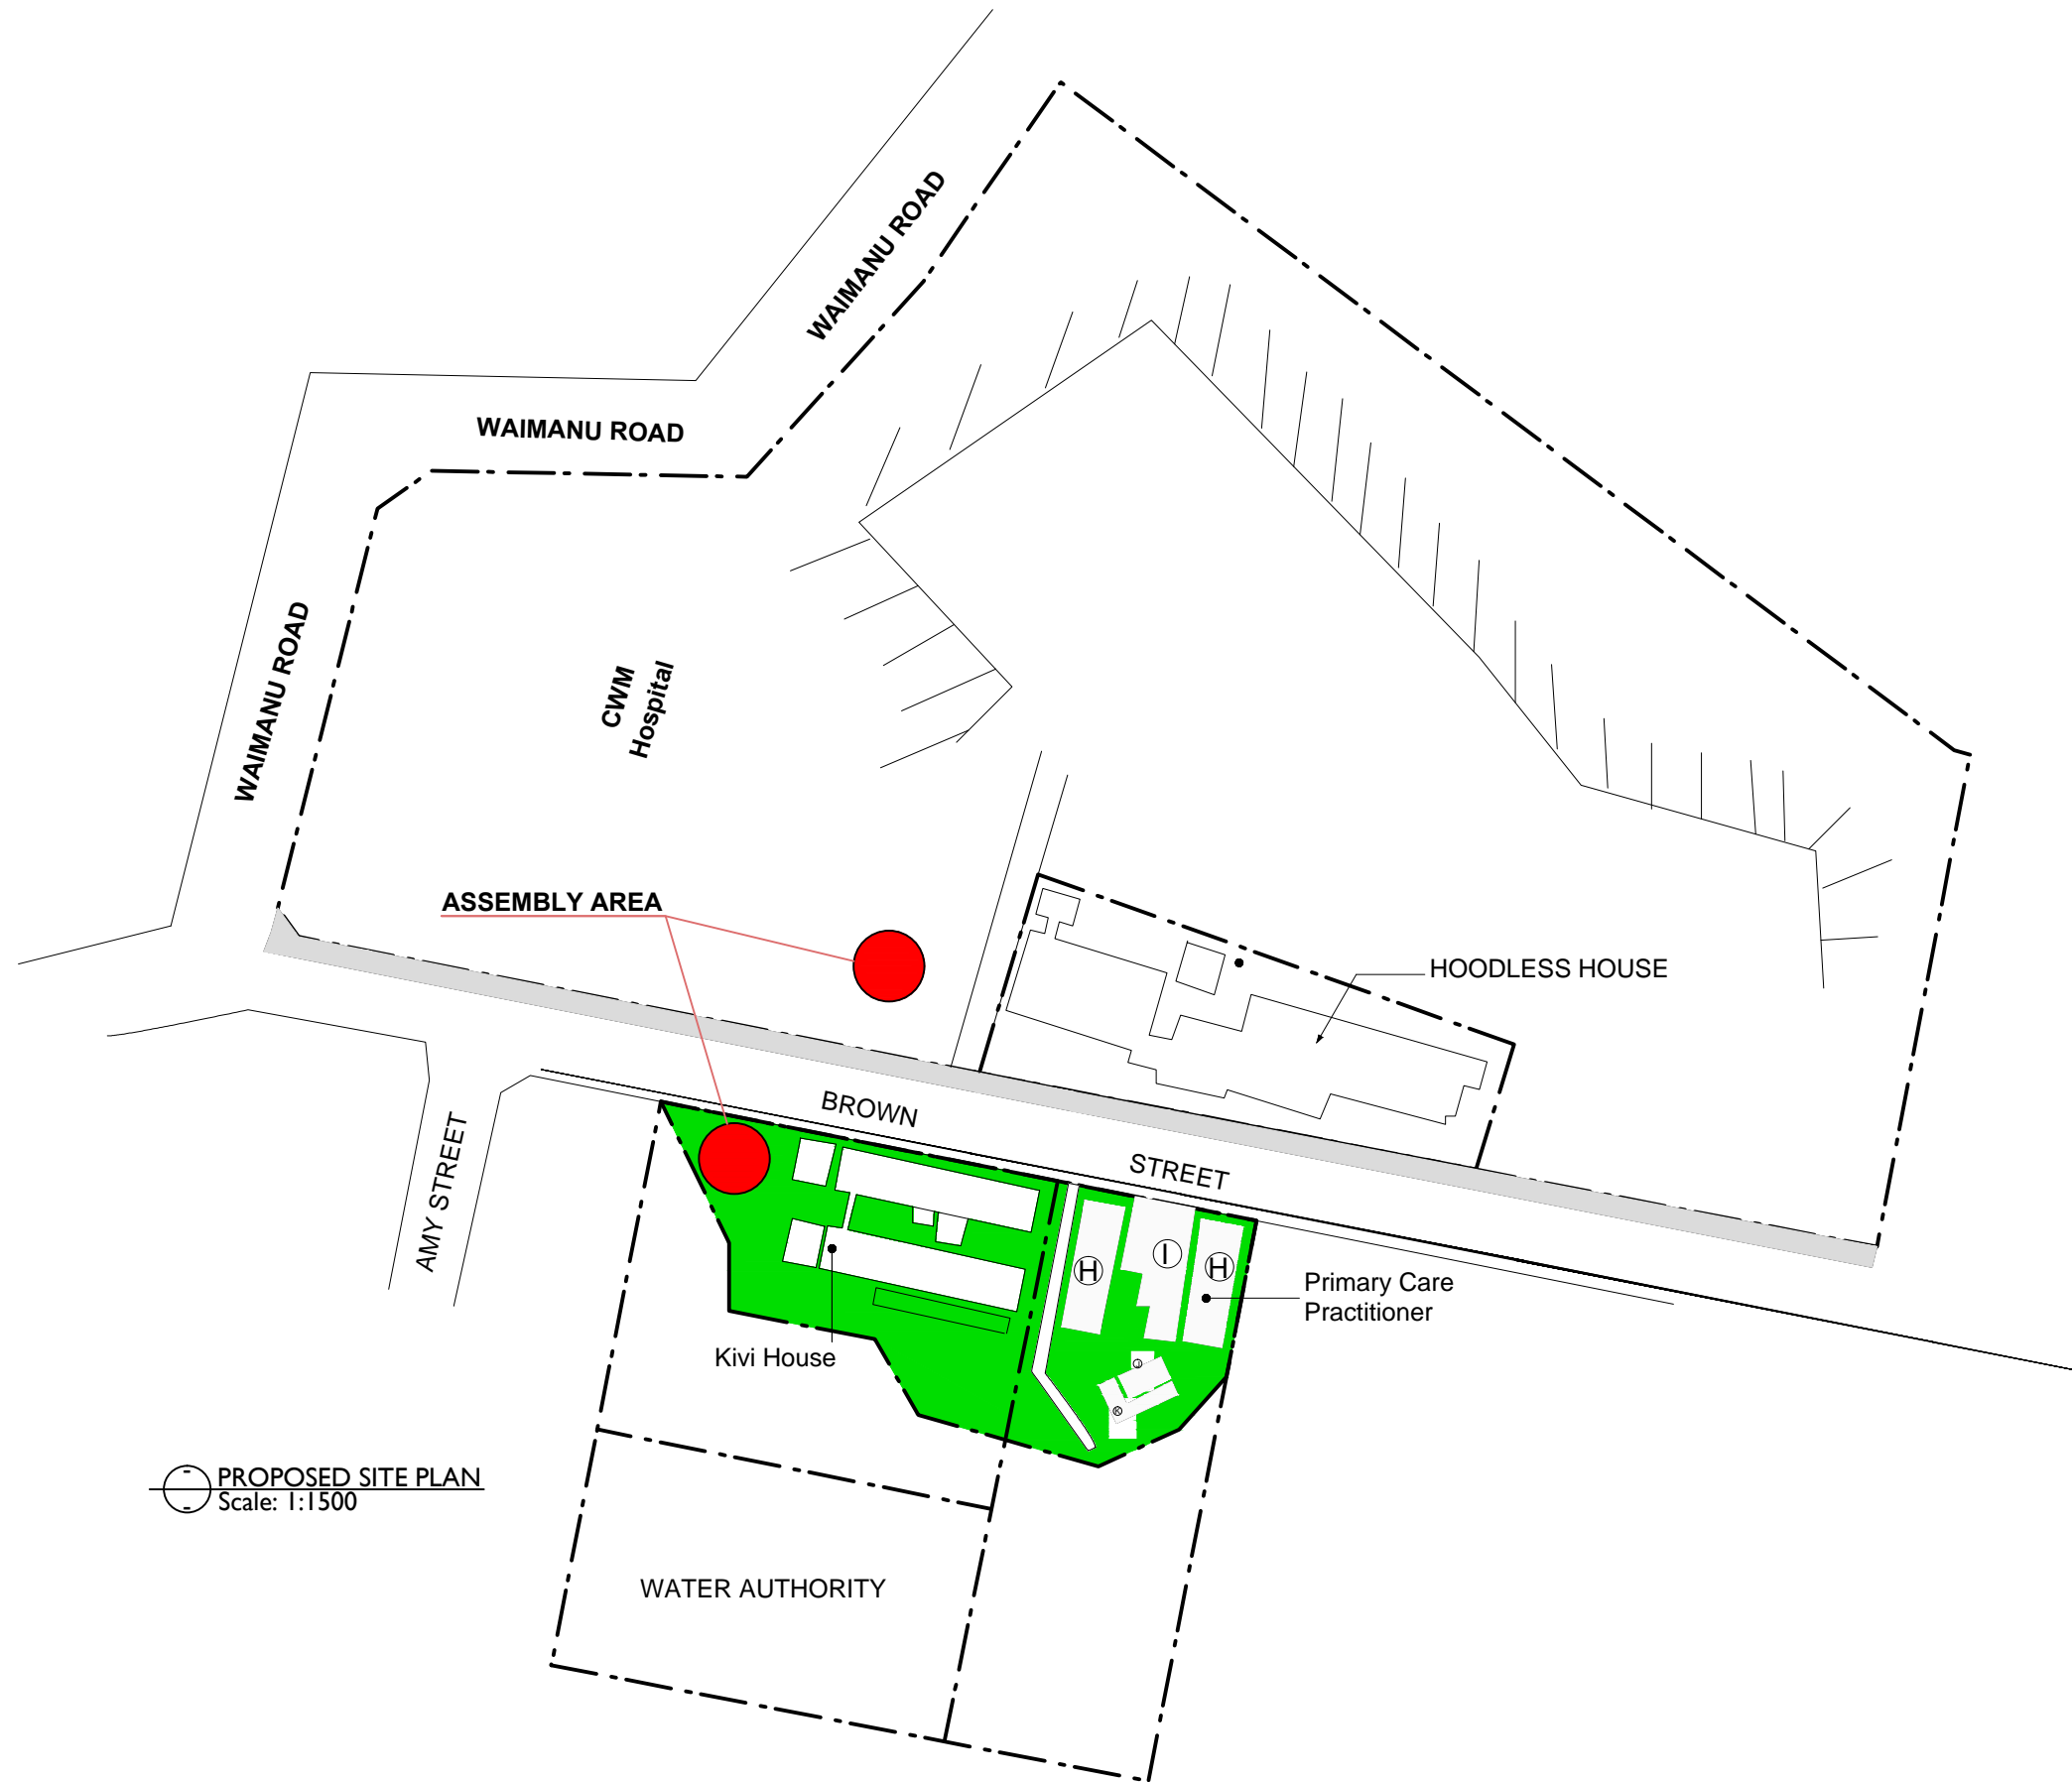 WAIMANU ROAD
WAIMANU ROAD
WAIMANU ROAD
CWM
Hospital
ASSEMBLY AREA
HOODLESS HOUSE
BROWN
STREET
AMY STREET
H
I
H
Primary Care
Practitioner
Kivi House
J
K
PROPOSED SITE PLAN
Scale: 1:1500
WATER AUTHORITY